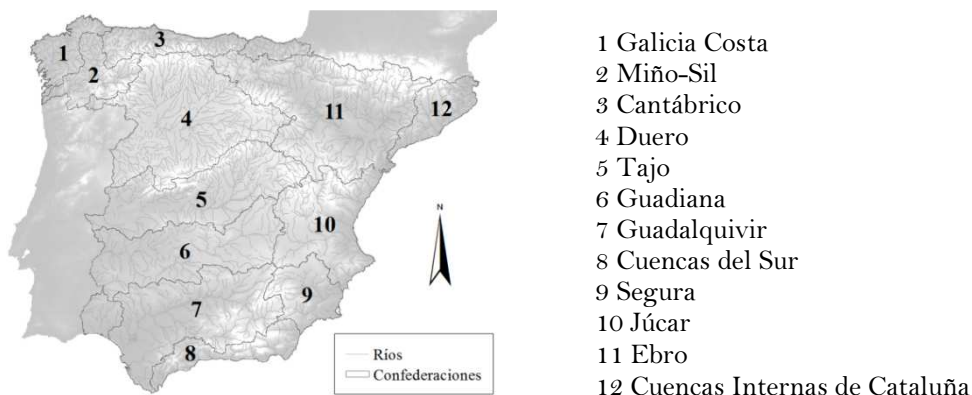 1
2
3
4
5
6
7
8
9
10
11
12
N
Ríos
Confederaciones
1 Galicia Costa
2 Miño-Sil
3 Cantábrico
4 Duero
5 Tajo
6 Guadiana
7 Guadalquivir
8 Cuencas del Sur
9 Segura
10 Júcar
11 Ebro
12 Cuencas Internas de Cataluña